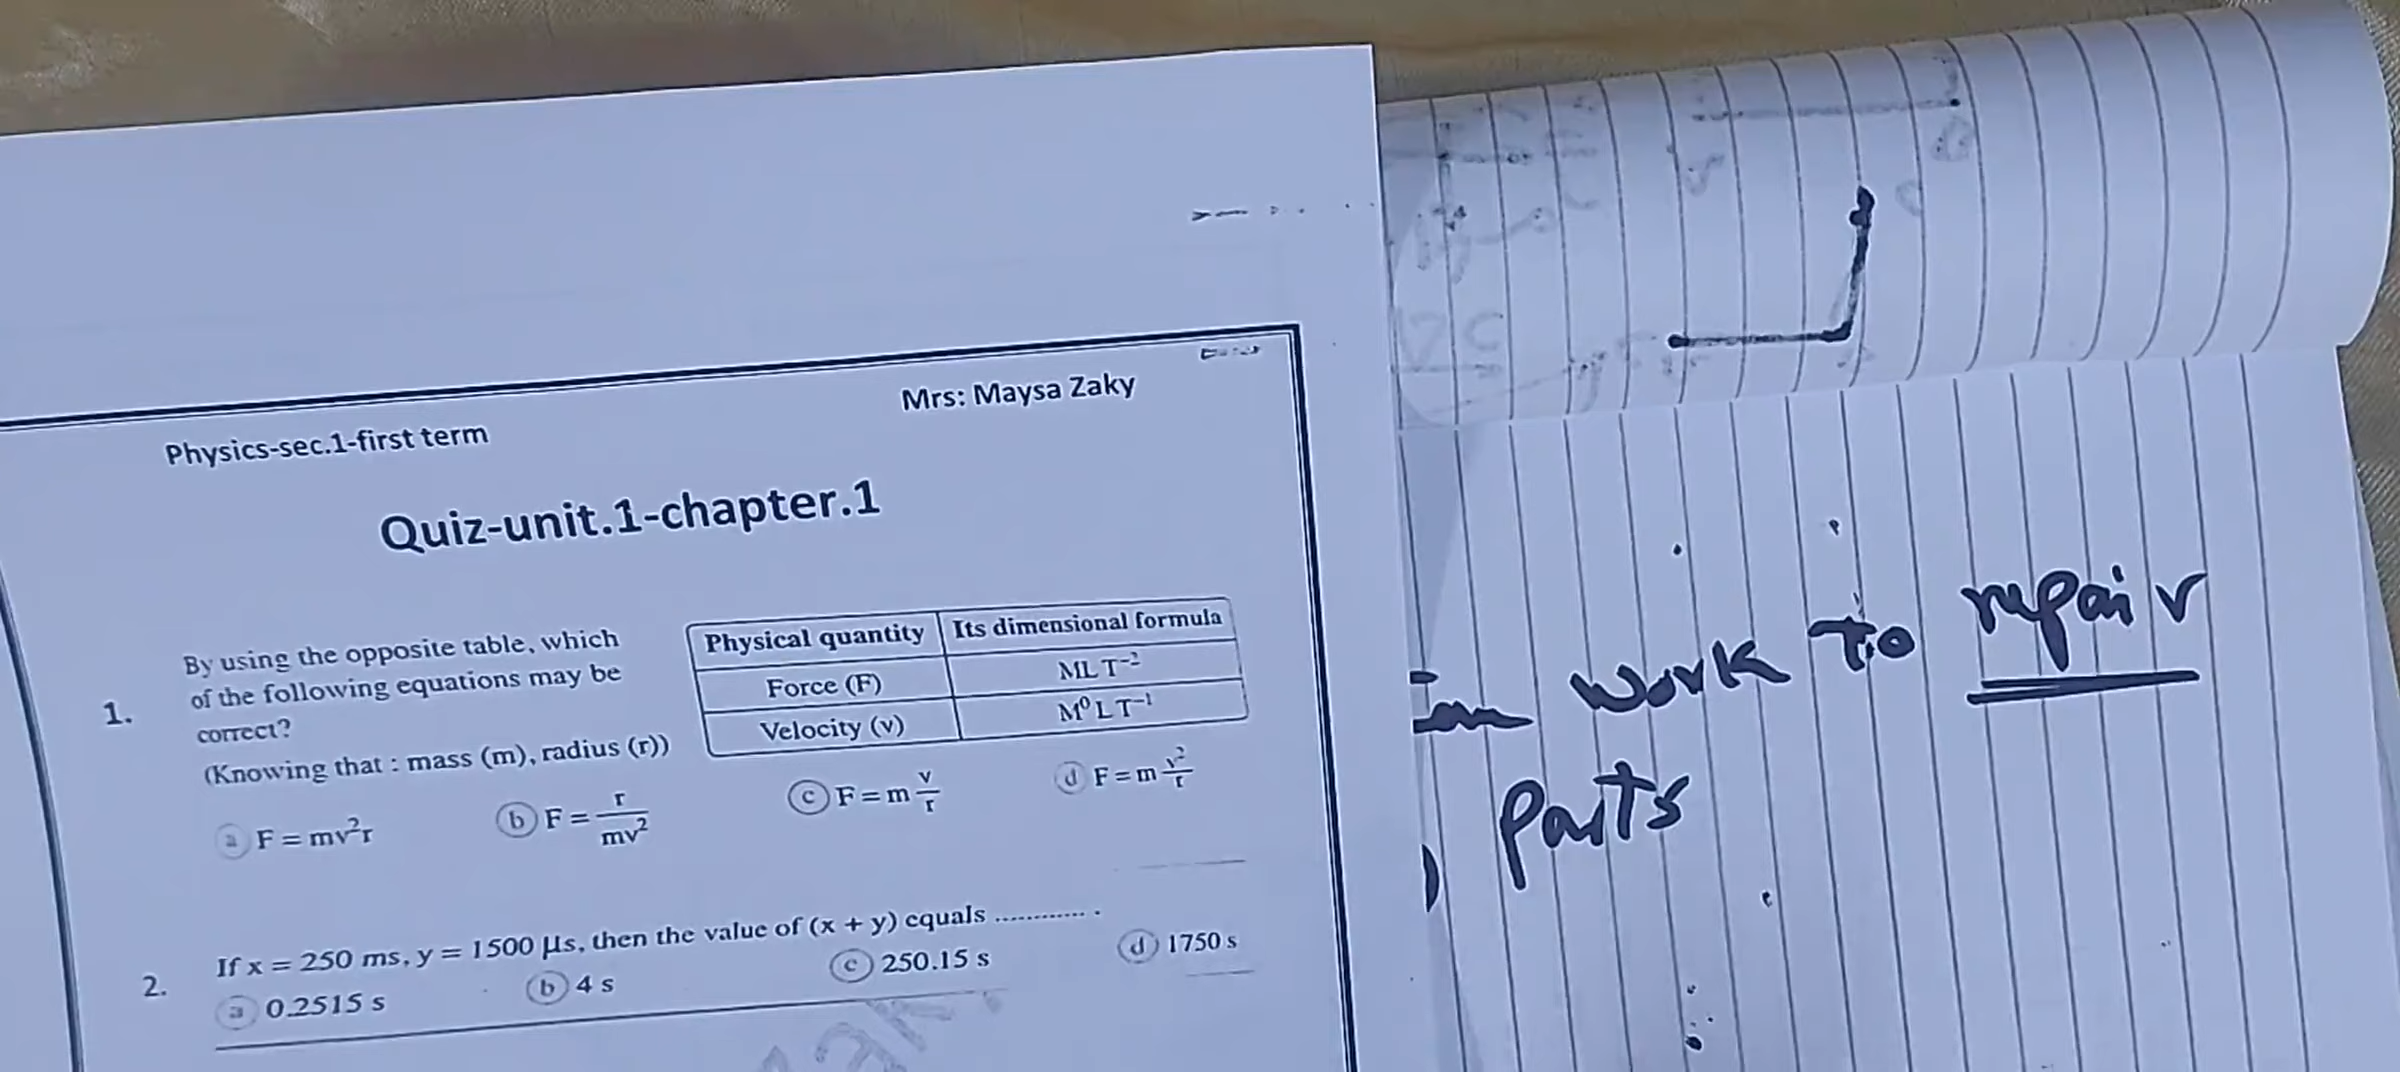 Mrs: Maysa Zaky
Physics-sec.1-first term
Quiz-unit.1-chapter.1
1. By using the opposite table, which
of the following equations may be
correct?
(Knowing that : mass (m), radius (r))
Physical quantity Its dimensional formula
Force (F) MLT⁻²
Velocity (v) M⁰LT⁻¹
a F = mv²r b F = r/mv² c F = m v/r d F = m v²/r
2. If x = 250 ms, y = 1500 µs, then the value of (x + y) equals ............ .
a 0.2515 s b 4 s c 250.15 s d 1750 s
work To repair
parts